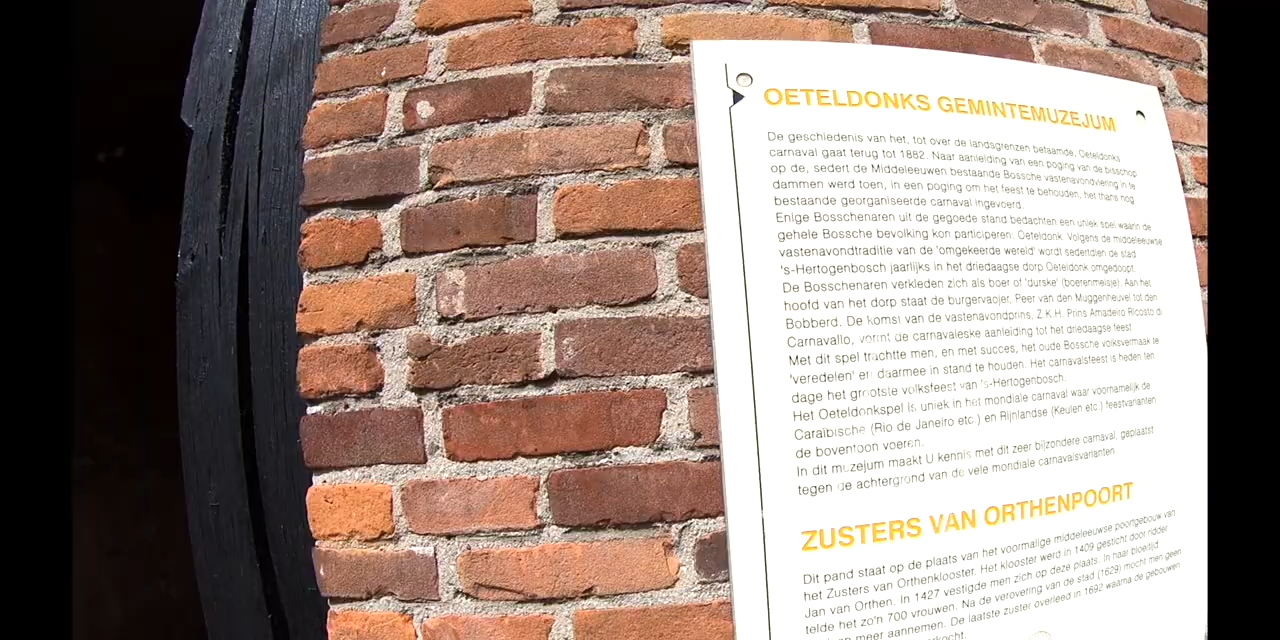 OETELDONKS GEMINTEMUZEJUM
De geschiedenis van het, tot over de landsgrenzen befaamde, Oeteldonks
carnaval gaat terug tot 1882. Naar aanleiding van een poging van de bisschop
op de, sedert de Middeleeuwen bestaande Bossche vastenavondviering in te
dammen werd toen, in een poging om het feest te behouden, het thans nog
bestaande georganiseerde carnaval ingevoerd.
Enige Bosschenaren uit de gegoede stand bedachten een uniek spel waarin de
gehele Bossche bevolking kon participeren: Oeteldonk. Volgens de middeleeuwse
vastenavondtraditie van de 'omgekeerde wereld' wordt sedertdien de stad
's-Hertogenbosch jaarlijks in het driedaagse dorp Oeteldonk omgedoopt.
De Bosschenaren verkleden zich als boer of 'durske' (boerenmeisje). Aan het
hoofd van het dorp staat de burgervaojer, Peer van den Muggenheuvel tot den
Bobberd. De komst van de vastenavondprins, Z.K.H. Prins Amadeiro Ricosto di
Carnavallo, vormt de carnavaleske aanleiding tot het driedaagse feest
Met dit spel trachtte men, en met succes, het oude Bossche volksvermaak te
'veredelen' en daarmee in stand te houden. Het carnavalsfeest is heden ten
dage het grootste volksfeest van 's-Hertogenbosch.
Het Oeteldonkspel is uniek in het mondiale carnaval waar voornamelijk de
Caraïbische (Rio de Janeiro etc.) en Rijnlandse (Keulen etc.) feestvarianten
de boventoon voeren.
In dit muzejum maakt U kennis met dit zeer bijzondere carnaval, geplaatst
tegen de achtergrond van de vele mondiale carnavalsvarianten
ZUSTERS VAN ORTHENPOORT
Dit pand staat op de plaats van het voormalige middeleeuwse poortgebouw van
het Zusters van Orthenklooster. Het klooster werd in 1409 gesticht door ridder
Jan van Orthen. In 1427 vestigde men zich op deze plaats. In haar bloeitijd
telde het zo'n 700 vrouwen. Na de verovering van de stad (1629) mocht men geen
meer aannemen. De laatste zuster overleed in 1692 waarna de gebouwen